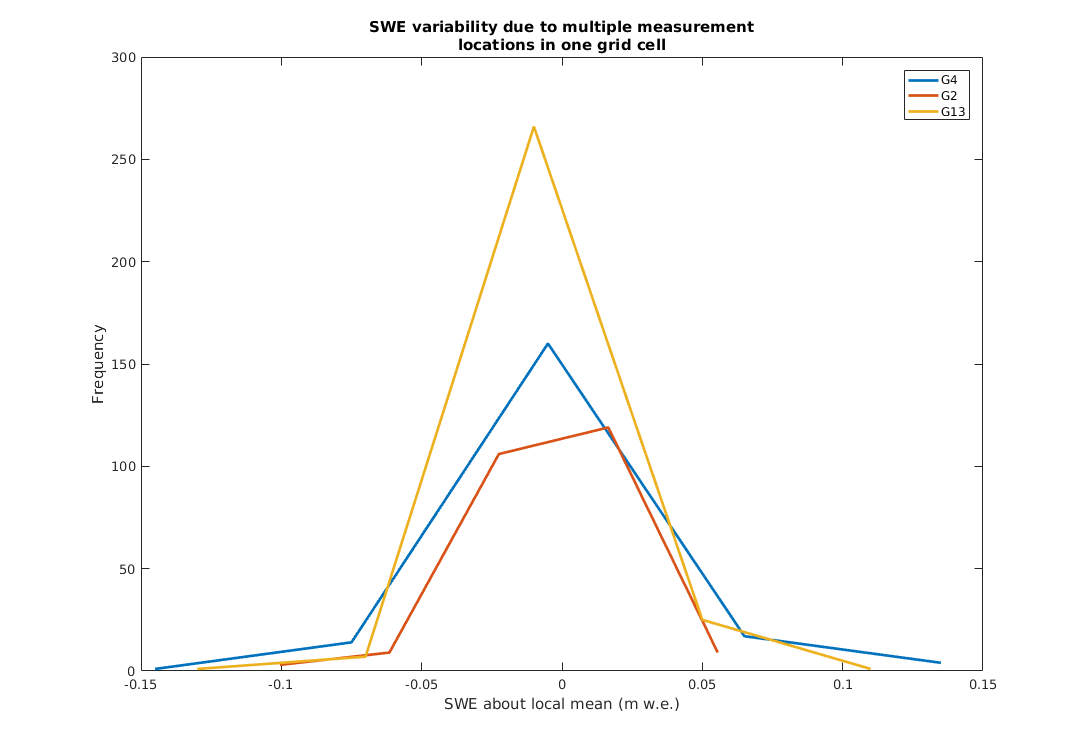 SWE variability due to multiple measurement
locations in one grid cell
300
250
200
150
100
50
0
Frequency
G4
G2
G13
-0.15
-0.1
-0.05
0
0.05
0.1
0.15
SWE about local mean (m w.e.)